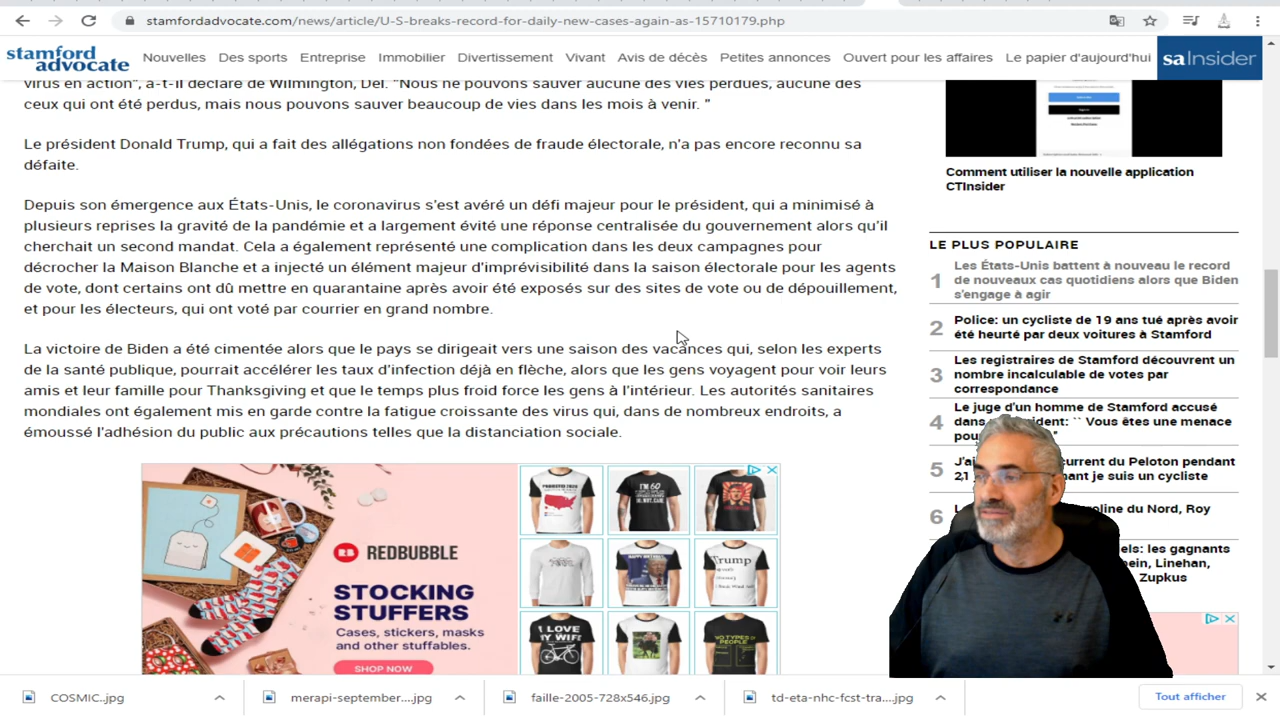 stamfordadvocate.com/news/article/U-S-breaks-record-for-daily-new-cases-again-as-15710179.php
stamford
advocate
Nouvelles Des sports Entreprise Immobilier Divertissement Vivant Avis de décès Petites annonces Ouvert pour les affaires Le papier d'aujourd'hui
saInsider
virus en action", a-t-il déclaré de Wilmington, Del. "Nous ne pouvons sauver aucune des vies perdues, aucune des
ceux qui ont été perdus, mais nous pouvons sauver beaucoup de vies dans les mois à venir. ”
Le président Donald Trump, qui a fait des allégations non fondées de fraude électorale, n'a pas encore reconnu sa
défaite.
Depuis son émergence aux États-Unis, le coronavirus s'est avéré un défi majeur pour le président, qui a minimisé à
plusieurs reprises la gravité de la pandémie et a largement évité une réponse centralisée du gouvernement alors qu'il
cherchait un second mandat. Cela a également représenté une complication dans les deux campagnes pour
décrocher la Maison Blanche et a injecté un élément majeur d'imprévisibilité dans la saison électorale pour les agents
de vote, dont certains ont dû mettre en quarantaine après avoir été exposés sur des sites de vote ou de dépouillement,
et pour les électeurs, qui ont voté par courrier en grand nombre.
La victoire de Biden a été cimentée alors que le pays se dirigeait vers une saison des vacances qui, selon les experts
de la santé publique, pourrait accélérer les taux d'infection déjà en flèche, alors que les gens voyagent pour voir leurs
amis et leur famille pour Thanksgiving et que le temps plus froid force les gens à l'intérieur. Les autorités sanitaires
mondiales ont également mis en garde contre la fatigue croissante des virus qui, dans de nombreux endroits, a
émoussé l'adhésion du public aux précautions telles que la distanciation sociale.
RB REDBUBBLE
STOCKING
STUFFERS
Cases, stickers, masks
and other stuffables.
SHOP NOW
I'M 60
Trump
I LOVE
MY WIFE
TWO TYPES OF
PEOPLE
Comment utiliser la nouvelle application
CTInsider
LE PLUS POPULAIRE
1 Les États-Unis battent à nouveau le record
de nouveaux cas quotidiens alors que Biden
s'engage à agir
2 Police: un cycliste de 19 ans tué après avoir
été heurté par deux voitures à Stamford
3 Les registraires de Stamford découvrent un
nombre incalculable de votes par
correspondance
4 Le juge d'un homme de Stamford accusé
dans un incident: `` Vous êtes une menace
pou
5 J'ai current du Peloton pendant
21 nant je suis un cycliste
6 oline du Nord, Roy
els: les gagnants
bein, Linehan,
Zupkus
COSMIC.jpg
merapi-september....jpg
faille-2005-728x546.jpg
td-eta-nhc-fcst-tra....jpg
Tout afficher